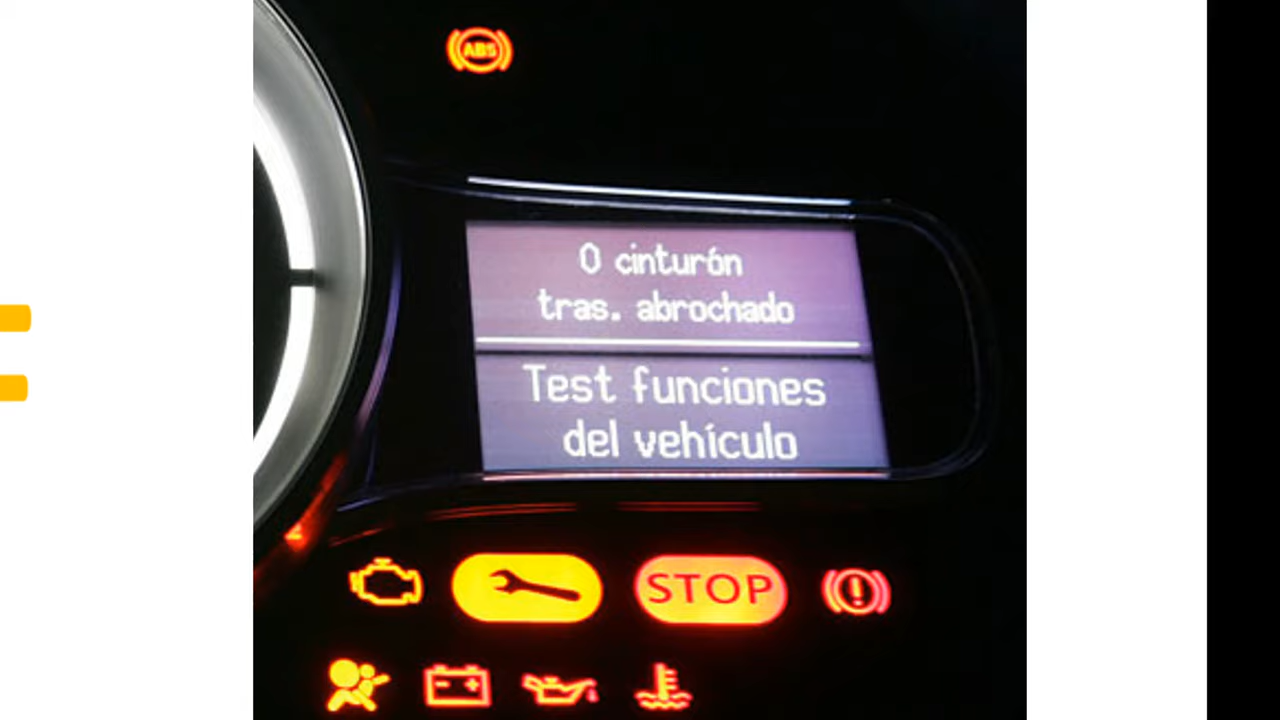 ABS
0 cinturón
tras. abrochado
Test funciones
del vehículo
STOP